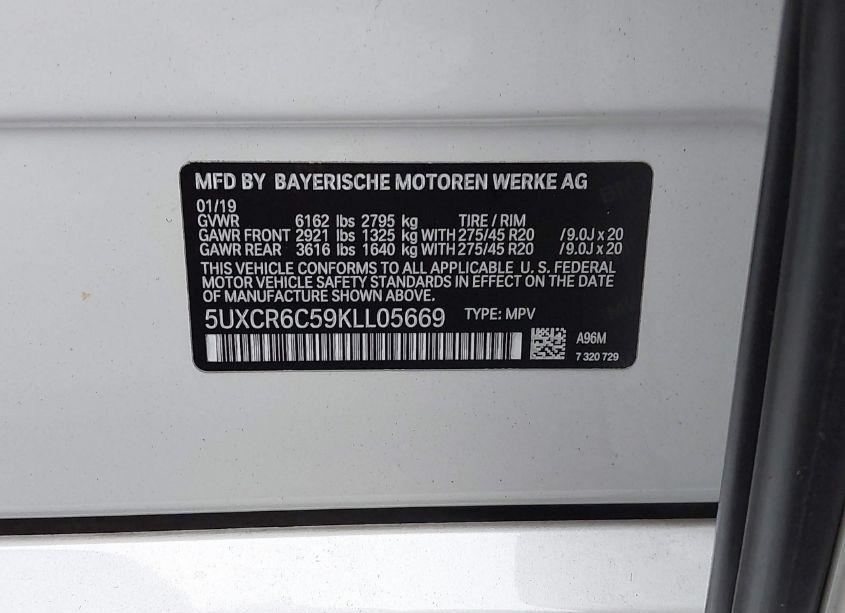 MFD BY BAYERISCHE MOTOREN WERKE AG
01/19
GVWR 6162 lbs 2795 kg TIRE / RIM
GAWR FRONT 2921 lbs 1325 kg WITH 275/45 R20 /9.0J x 20
GAWR REAR 3616 lbs 1640 kg WITH 275/45 R20 /9.0J x 20
THIS VEHICLE CONFORMS TO ALL APPLICABLE U. S. FEDERAL
MOTOR VEHICLE SAFETY STANDARDS IN EFFECT ON THE DATE
OF MANUFACTURE SHOWN ABOVE.
5UXCR6C59KLL05669 TYPE: MPV
A96M
7 320 729